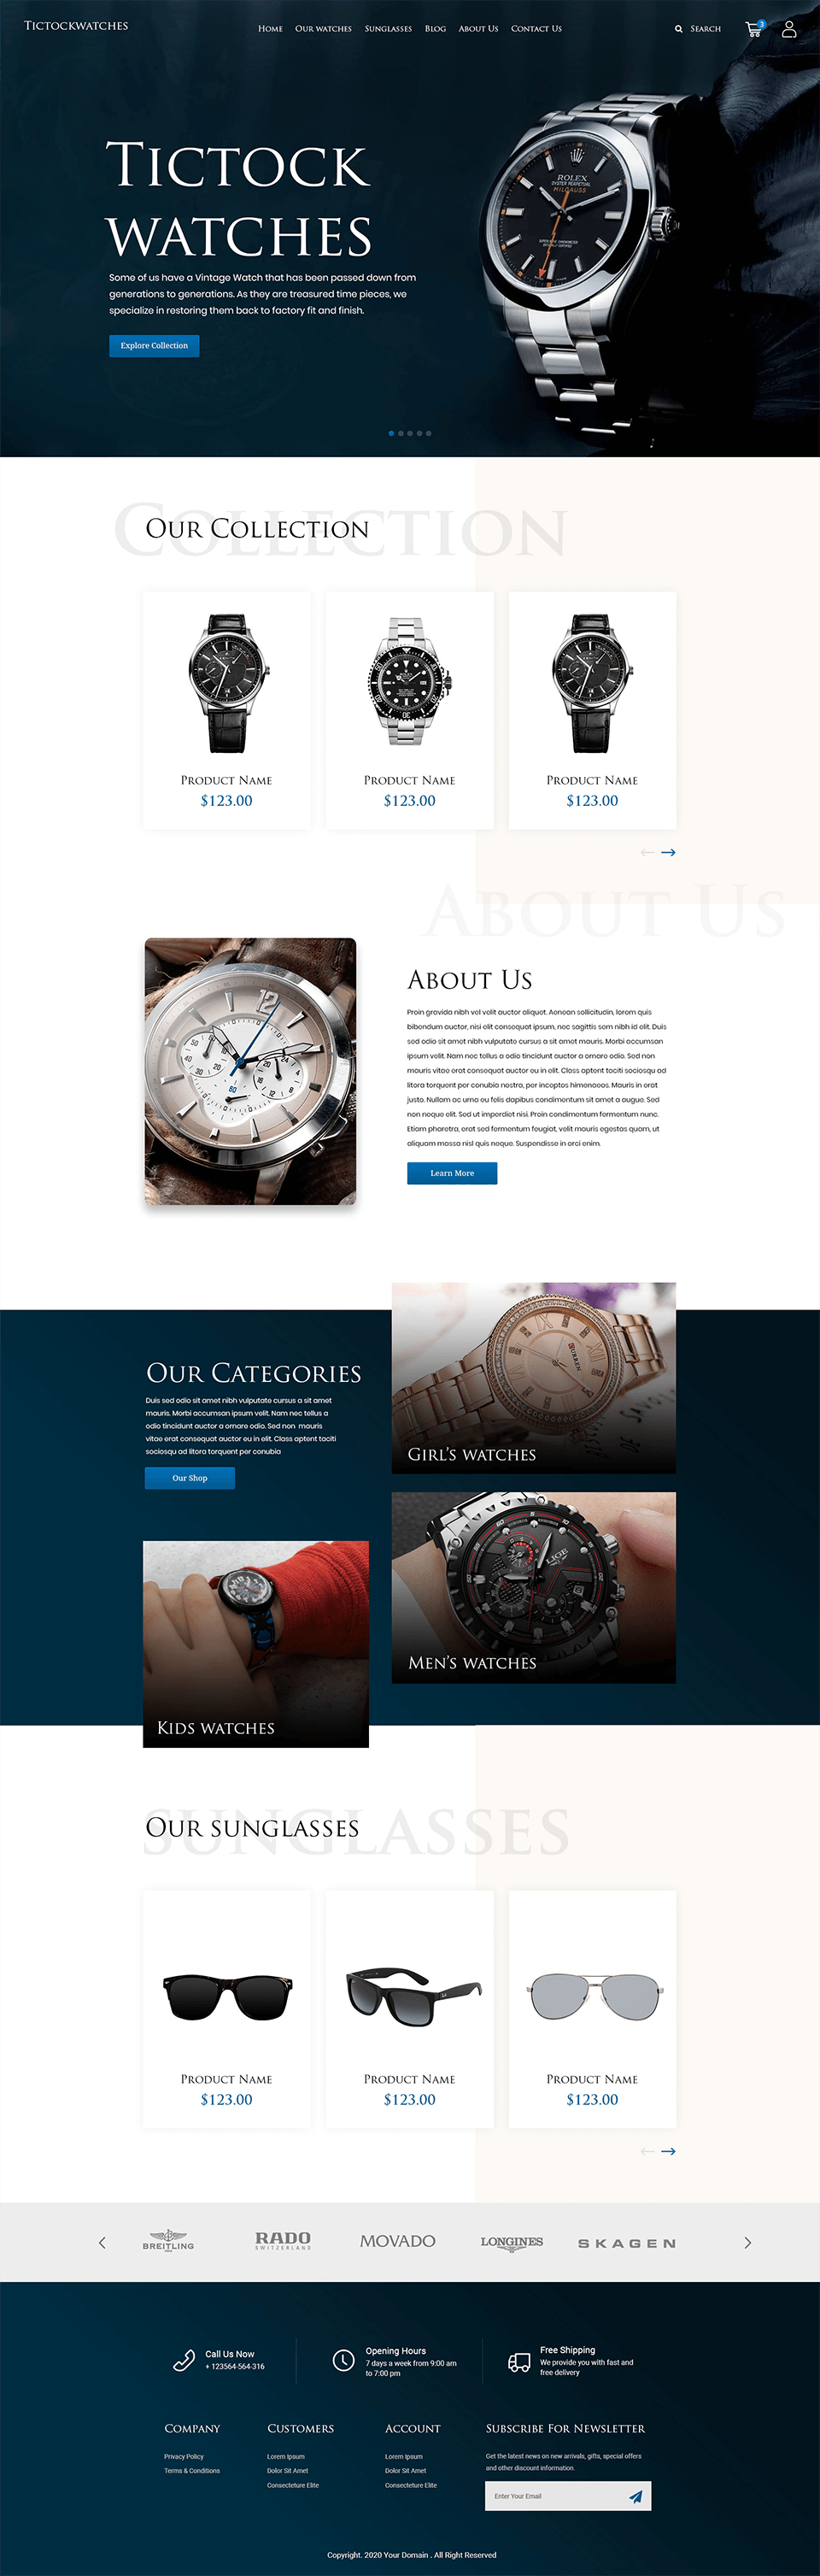 Tictockwatches
Home Our watches Sunglasses Blog About Us Contact Us
Search
3
Tictock
watches
Some of us have a Vintage Watch that has been passed down from
generations to generations. As they are treasured time pieces, we
specialize in restoring them back to factory fit and finish.
Explore Collection
ROLEX
OYSTER PERPETUAL
MILGAUSS
Collection
Our Collection
Product Name
$123.00
Product Name
$123.00
Product Name
$123.00
About Us
About Us
Proin gravida nibh vel velit auctor aliquet. Aenean sollicitudin, lorem quis
bibendum auctor, nisi elit consequat ipsum, nec sagittis sem nibh id elit. Duis
sed odio sit amet nibh vulputate cursus a sit amet mauris. Morbi accumsan
ipsum velit. Nam nec tellus a odio tincidunt auctor a ornare odio. Sed non
mauris vitae erat consequat auctor eu in elit. Class aptent taciti sociosqu ad
litora torquent per conubia nostra, per inceptos himenaeos. Mauris in erat
justo. Nullam ac urna eu felis dapibus condimentum sit amet a augue. Sed
non neque elit. Sed ut imperdiet nisi. Proin condimentum fermentum nunc.
Etiam pharetra, erat sed fermentum feugiat, velit mauris egestas quam, ut
aliquam massa nisl quis neque. Suspendisse in orci enim.
Learn More
12
60
Our Categories
Duis sed odio sit amet nibh vulputate cursus a sit amet
mauris. Morbi accumsan ipsum velit. Nam nec tellus a
odio tincidunt auctor a ornare odio. Sed non mauris
vitae erat consequat auctor eu in elit. Class aptent taciti
sociosqu ad litora torquent per conubia
Our Shop
CURREN
Girl's watches
LIGE
Men's watches
Kids watches
sunglasses
Our sunglasses
Product Name
$123.00
Product Name
$123.00
Product Name
$123.00
BREITLING
RADO
SWITZERLAND
MOVADO
LONGINES
SKAGEN
Call Us Now
+ 123564-564-316
Opening Hours
7 days a week from 9:00 am
to 7:00 pm
Free Shipping
We provide you with fast and
free delivery
Company
Privacy Policy
Terms & Conditions
Customers
Lorem Ipsum
Dolor Sit Amet
Consecteture Elite
Account
Lorem Ipsum
Dolor Sit Amet
Consecteture Elite
Subscribe For Newsletter
Get the latest news on new arrivals, gifts, special offers
and other discount information.
Enter Your Email
Copyright. 2020 Your Domain . All Right Reserved